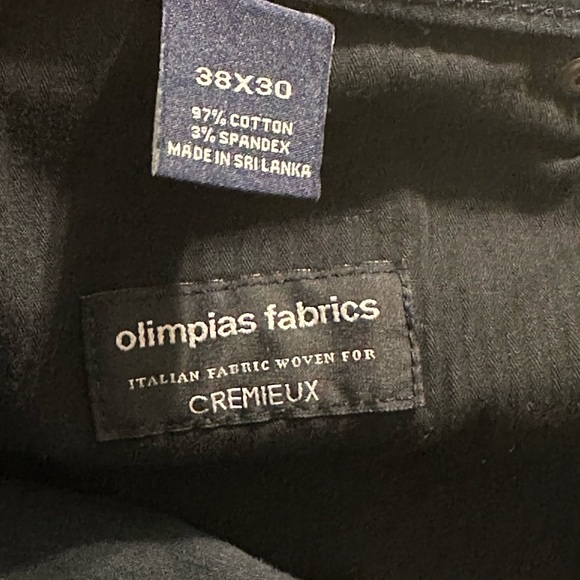 38X30
97% COTTON
3% SPANDEX
MADE IN SRI LANKA
olimpias fabrics
ITALIAN FABRIC WOVEN FOR
CREMIEUX